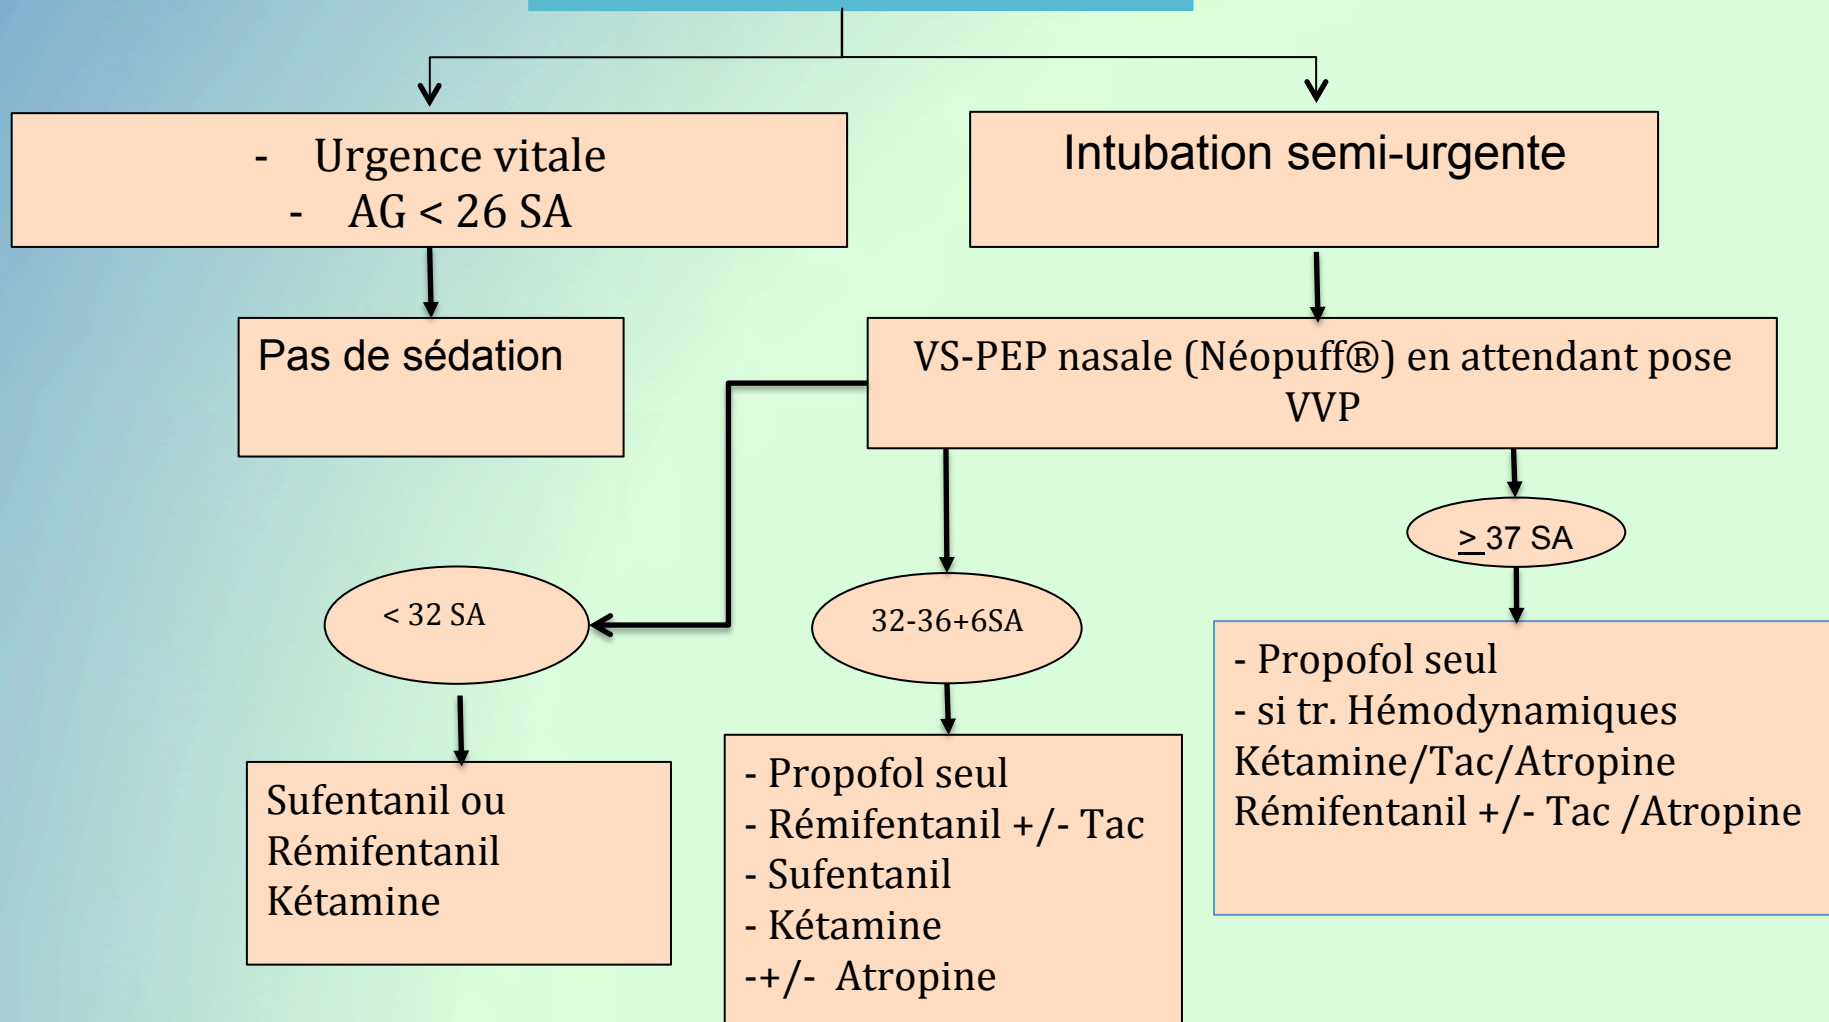 - Urgence vitale
- AG < 26 SA
Intubation semi-urgente
Pas de sédation
VS-PEP nasale (Néopuff®) en attendant pose
VVP
< 32 SA
32-36+6SA
> 37 SA
Sufentanil ou
Rémifentanil
Kétamine
- Propofol seul
- Rémifentanil +/- Tac
- Sufentanil
- Kétamine
-+/- Atropine
- Propofol seul
- si tr. Hémodynamiques
Kétamine/Tac/Atropine
Rémifentanil +/- Tac /Atropine